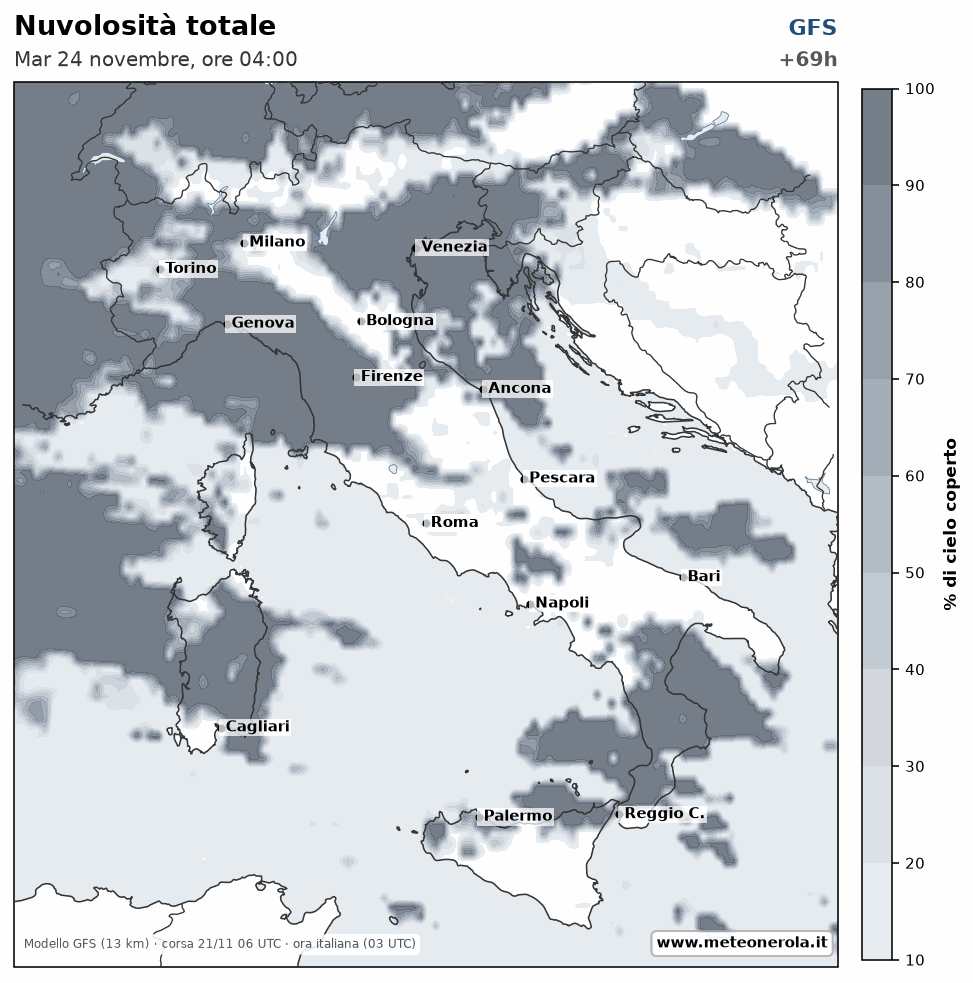 Nuvolosità totale
GFS
Mar 24 novembre, ore 04:00
+69h
Milano
Venezia
Torino
Genova
Bologna
Firenze
Ancona
Pescara
Roma
Bari
Napoli
Cagliari
Palermo
Reggio C.
100
90
80
70
60
50
40
30
20
10
% di cielo coperto
Modello GFS (13 km) · corsa 21/11 06 UTC · ora italiana (03 UTC)
www.meteonerola.it